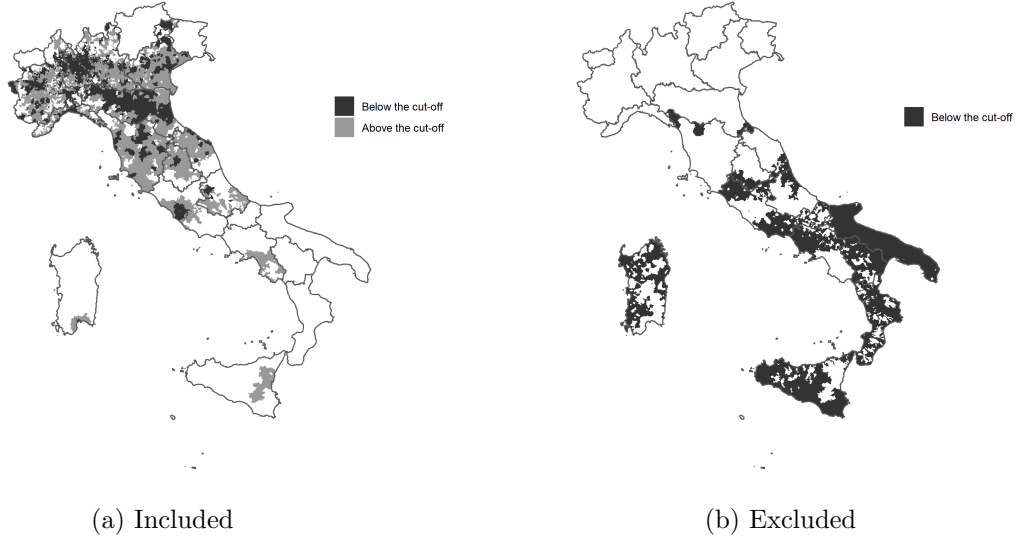 Below the cut-off
Above the cut-off
Below the cut-off
(a) Included
(b) Excluded